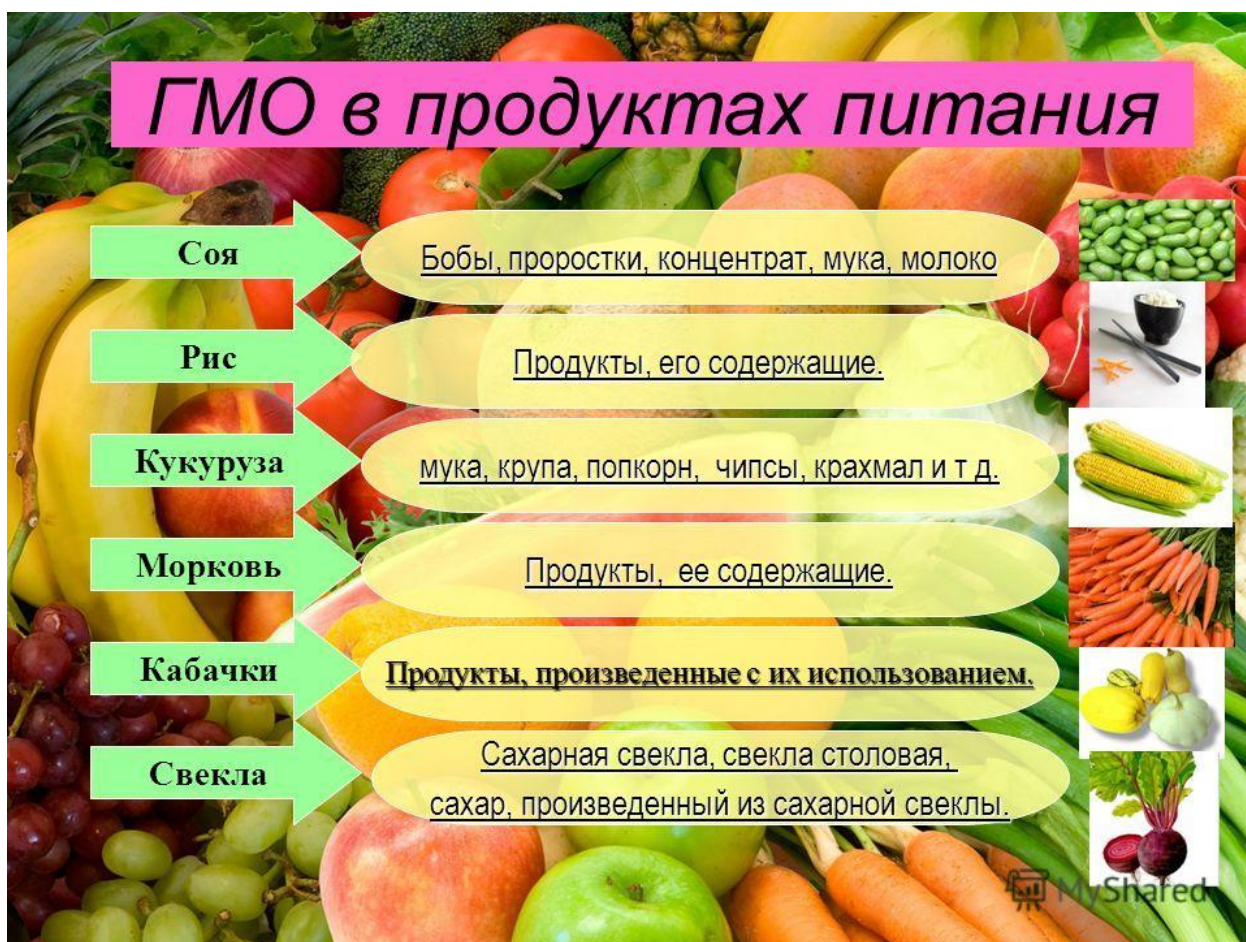 ГМО в продуктах питания
Соя
Бобы, проростки, концентрат, мука, молоко
Рис
Продукты, его содержащие.
Кукуруза
мука, крупа, попкорн, чипсы, крахмал и т д.
Морковь
Продукты, ее содержащие.
Кабачки
Продукты, произведенные с их использованием.
Свекла
Сахарная свекла, свекла столовая,
сахар, произведенный из сахарной свеклы.
MyShared